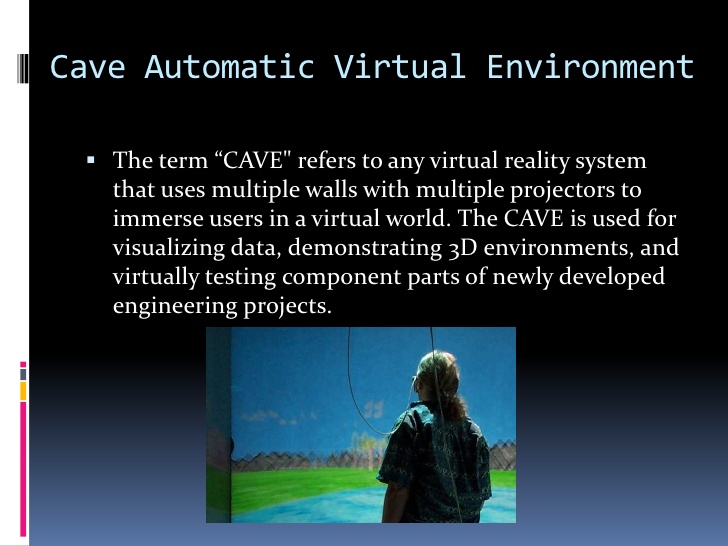 Cave Automatic Virtual Environment
▪ The term “CAVE" refers to any virtual reality system
that uses multiple walls with multiple projectors to
immerse users in a virtual world. The CAVE is used for
visualizing data, demonstrating 3D environments, and
virtually testing component parts of newly developed
engineering projects.